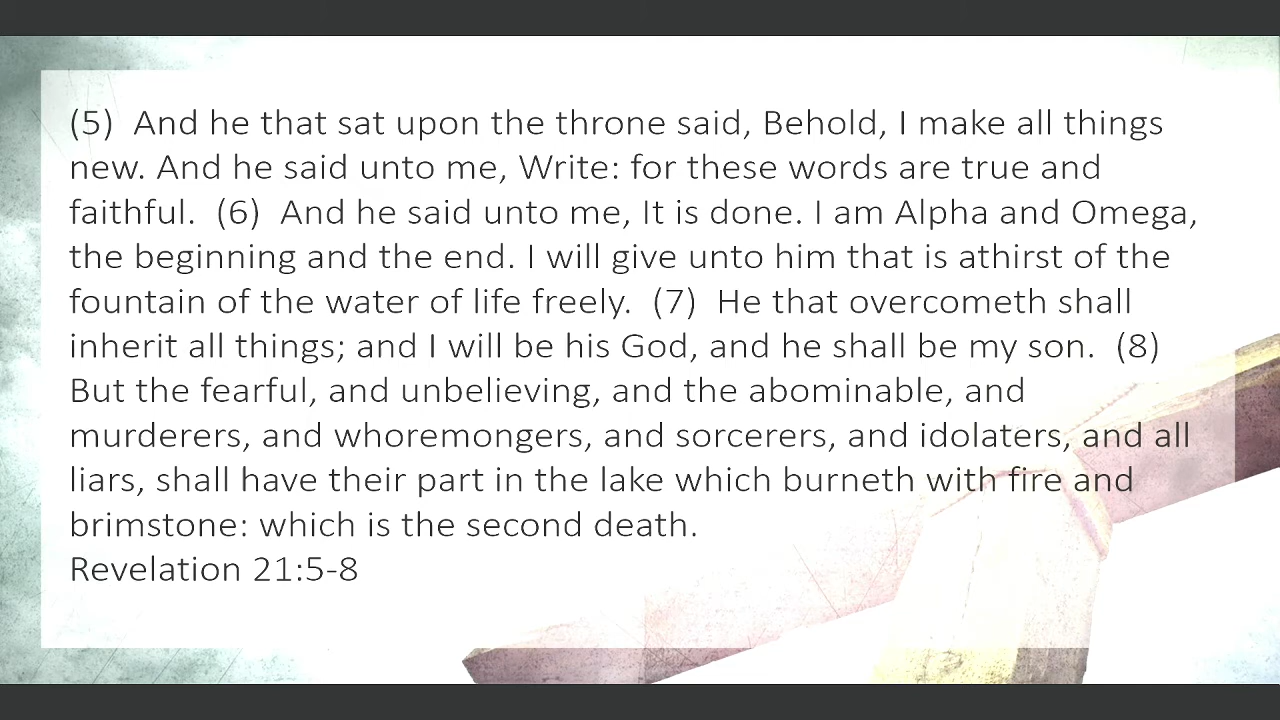 (5)  And he that sat upon the throne said, Behold, I make all things
new. And he said unto me, Write: for these words are true and
faithful.  (6)  And he said unto me, It is done. I am Alpha and Omega,
the beginning and the end. I will give unto him that is athirst of the
fountain of the water of life freely.  (7)  He that overcometh shall
inherit all things; and I will be his God, and he shall be my son.  (8)
But the fearful, and unbelieving, and the abominable, and
murderers, and whoremongers, and sorcerers, and idolaters, and all
liars, shall have their part in the lake which burneth with fire and
brimstone: which is the second death.
Revelation 21:5-8